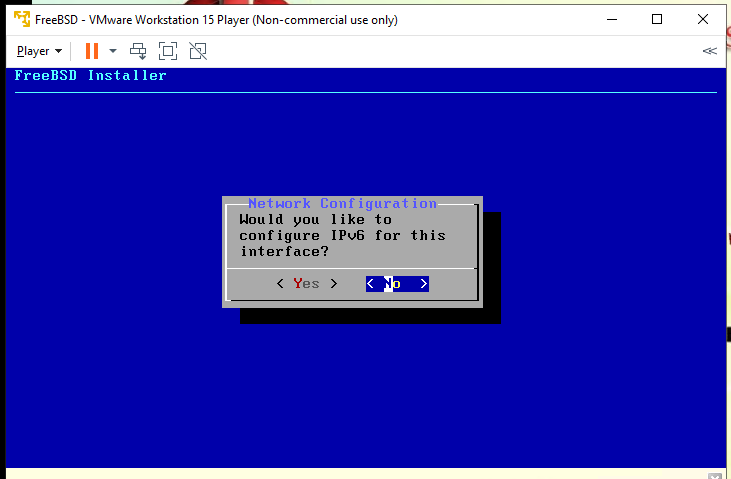 FreeBSD - VMware Workstation 15 Player (Non-commercial use only)
Player
FreeBSD Installer
Network Configuration
Would you like to
configure IPv6 for this
interface?
< Yes > < No >